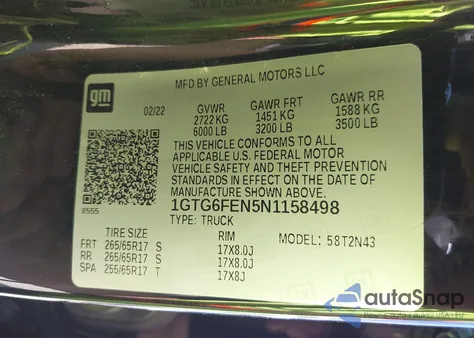 MFD BY GENERAL MOTORS LLC
gm
02/22 GVWR GAWR FRT GAWR RR
2722 KG 1451 KG 1588 KG
6000 LB 3200 LB 3500 LB
THIS VEHICLE CONFORMS TO ALL
APPLICABLE U.S. FEDERAL MOTOR
VEHICLE SAFETY AND THEFT PREVENTION
STANDARDS IN EFFECT ON THE DATE OF
MANUFACTURE SHOWN ABOVE.
1GTG6FEN5N1158498
TYPE: TRUCK
TIRE SIZE RIM MODEL: 58T2N43
FRT 265/65R17 S 17X8.0J
RR 265/65R17 S 17X8.0J
SPA 255/65R17 T 17X8J
autoSnap